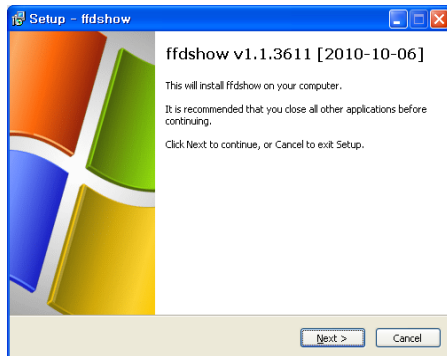 Setup - ffdshow
ffdshow v1.1.3611 [2010-10-06]
This will install ffdshow on your computer.
It is recommended that you close all other applications before
continuing.
Click Next to continue, or Cancel to exit Setup.
Next >
Cancel